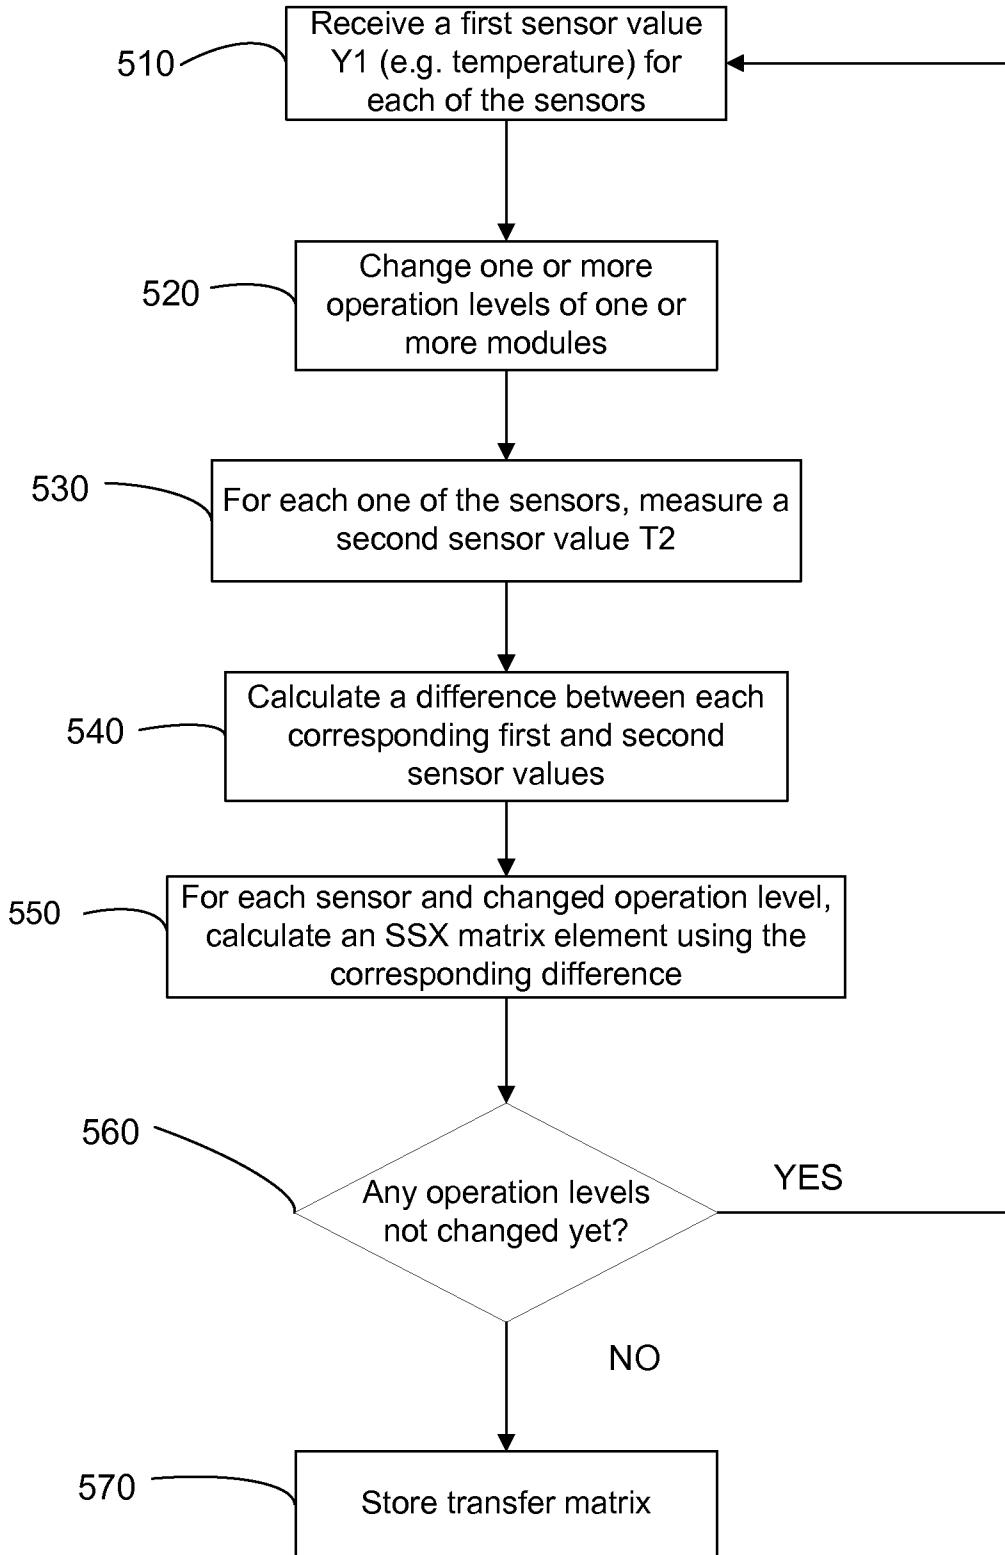 510
Receive a first sensor value
Y1 (e.g. temperature) for
each of the sensors
520
Change one or more
operation levels of one or
more modules
530
For each one of the sensors, measure a
second sensor value T2
540
Calculate a difference between each
corresponding first and second
sensor values
550
For each sensor and changed operation level,
calculate an SSX matrix element using the
corresponding difference
560
Any operation levels
not changed yet?
YES
NO
570
Store transfer matrix